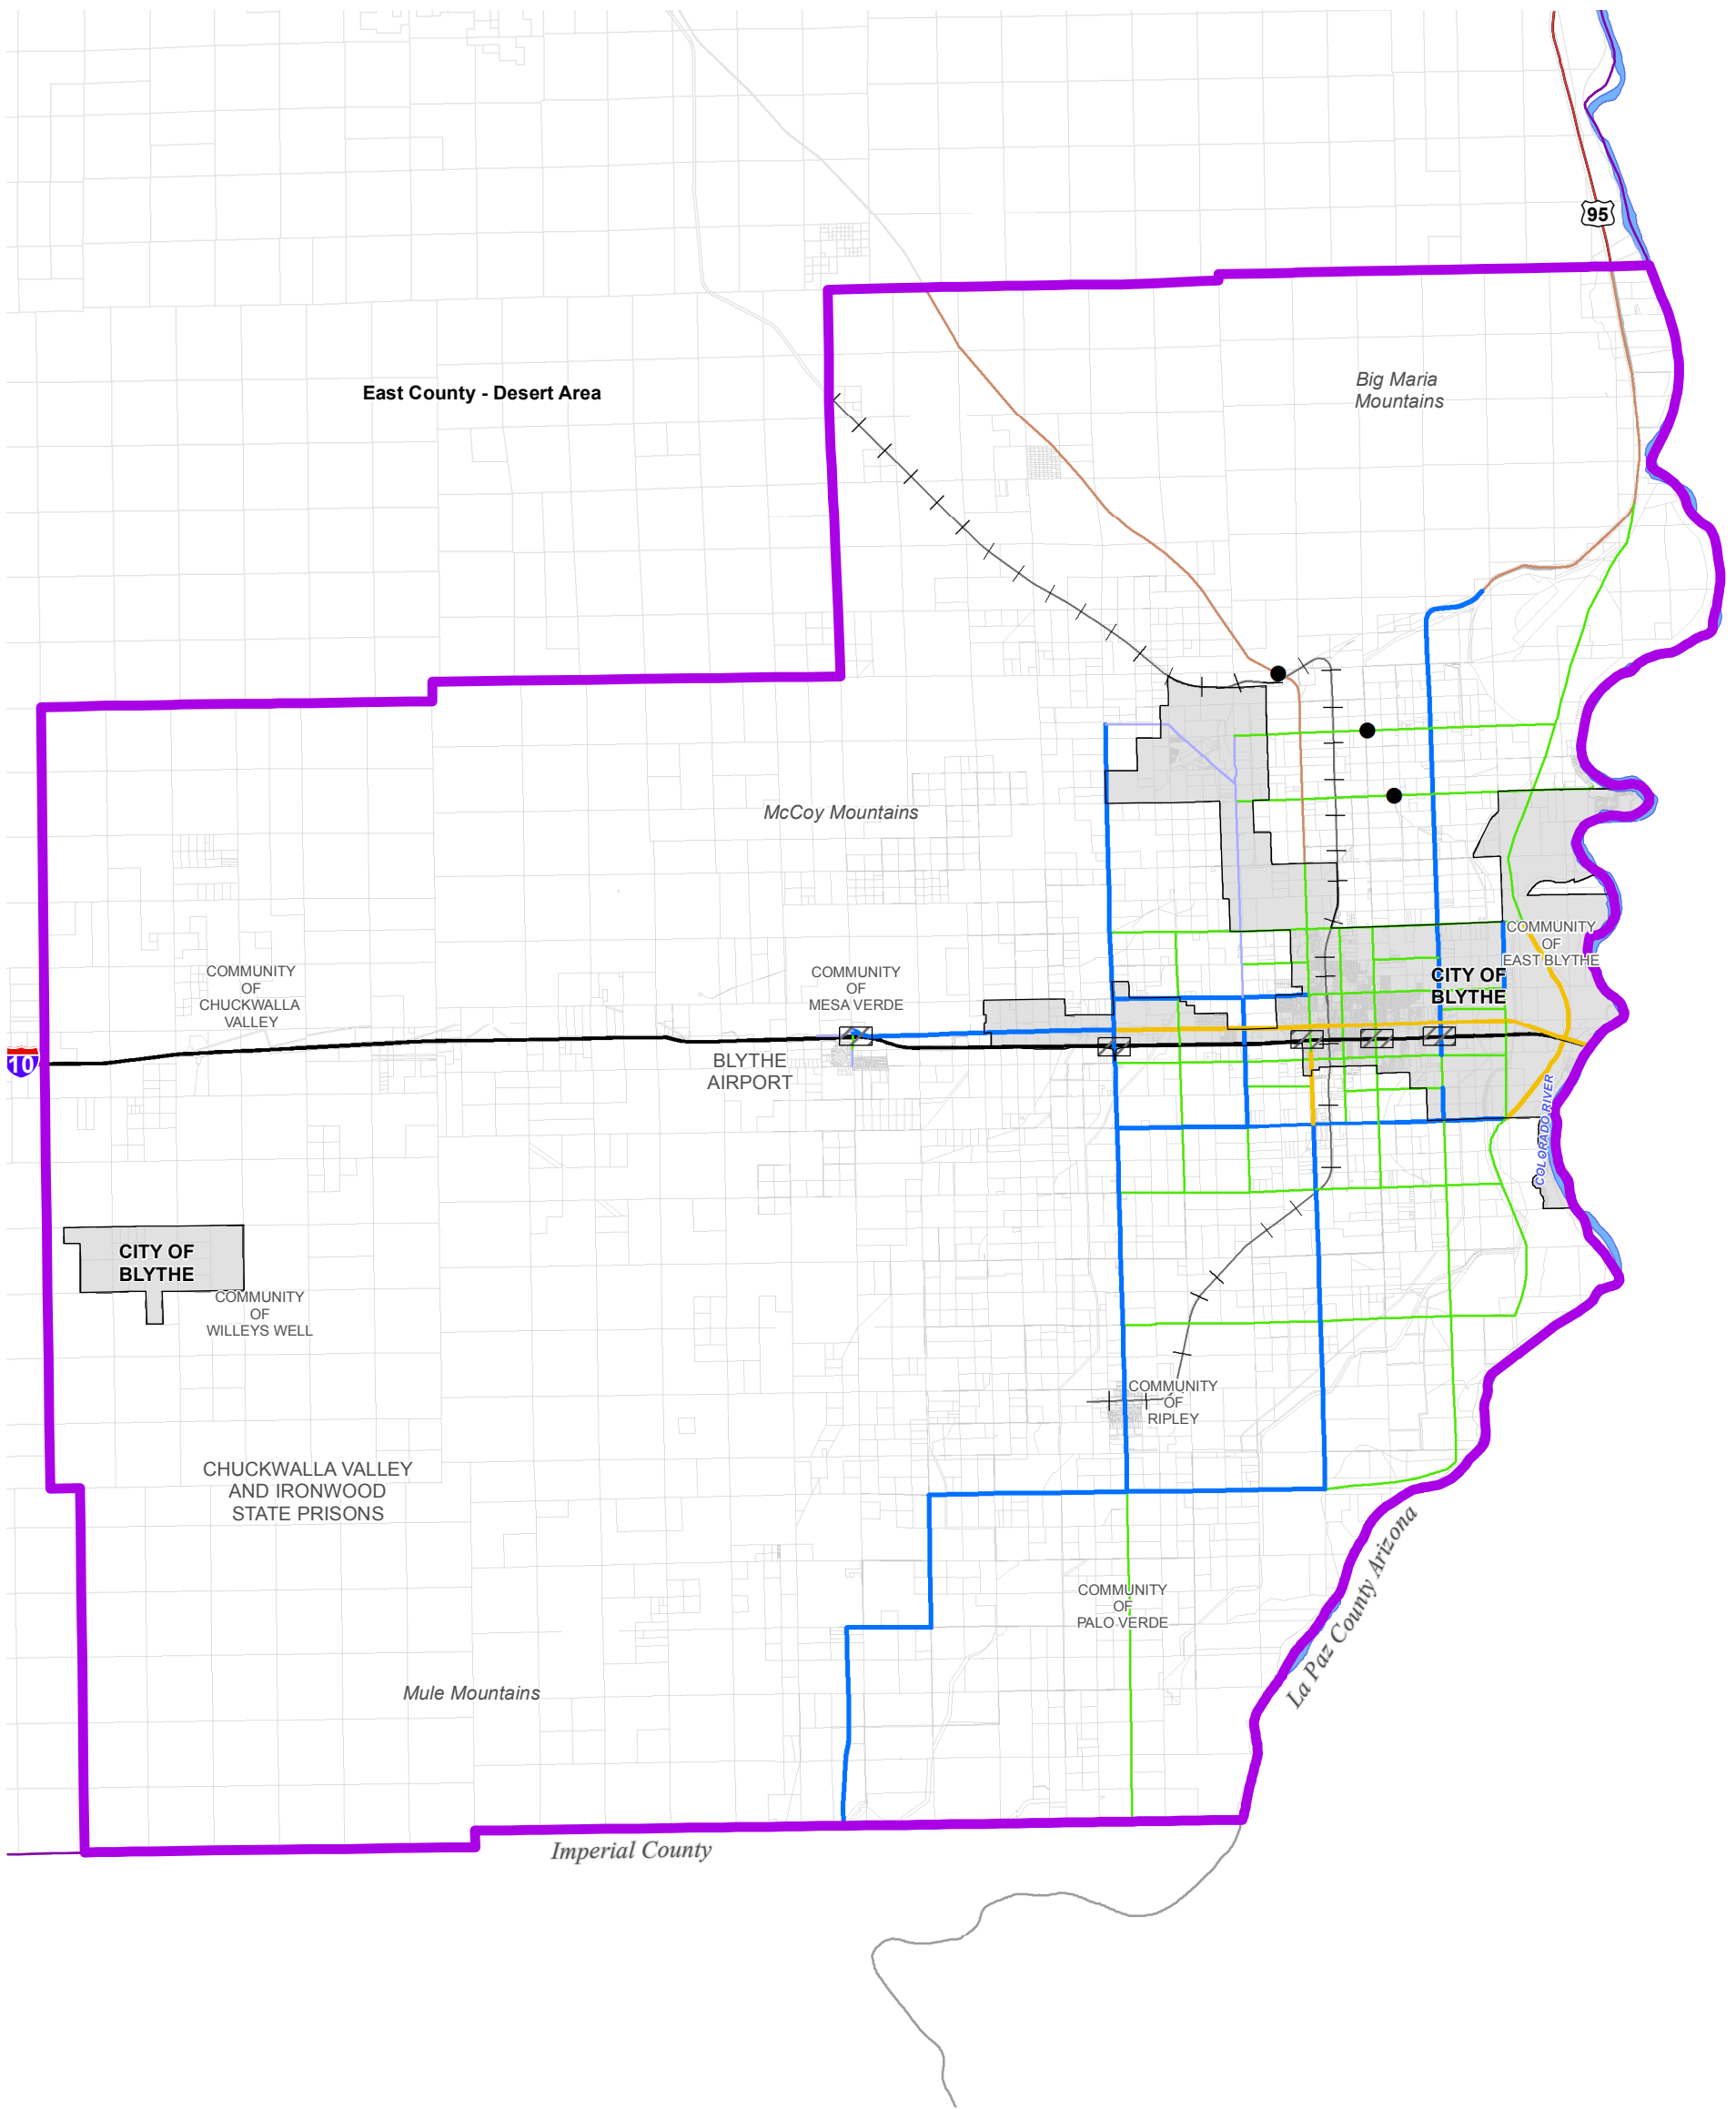 95
East County - Desert Area
Big Maria
Mountains
McCoy Mountains
COMMUNITY
OF
EAST BLYTHE
COMMUNITY
OF
CHUCKWALLA
VALLEY
COMMUNITY
OF
MESA VERDE
CITY OF
BLYTHE
10
BLYTHE
AIRPORT
COLORADO RIVER
CITY OF
BLYTHE
COMMUNITY
OF
WILLEYS WELL
COMMUNITY
OF
RIPLEY
CHUCKWALLA VALLEY
AND IRONWOOD
STATE PRISONS
La Paz County Arizona
COMMUNITY
OF
PALO VERDE
Mule Mountains
Imperial County